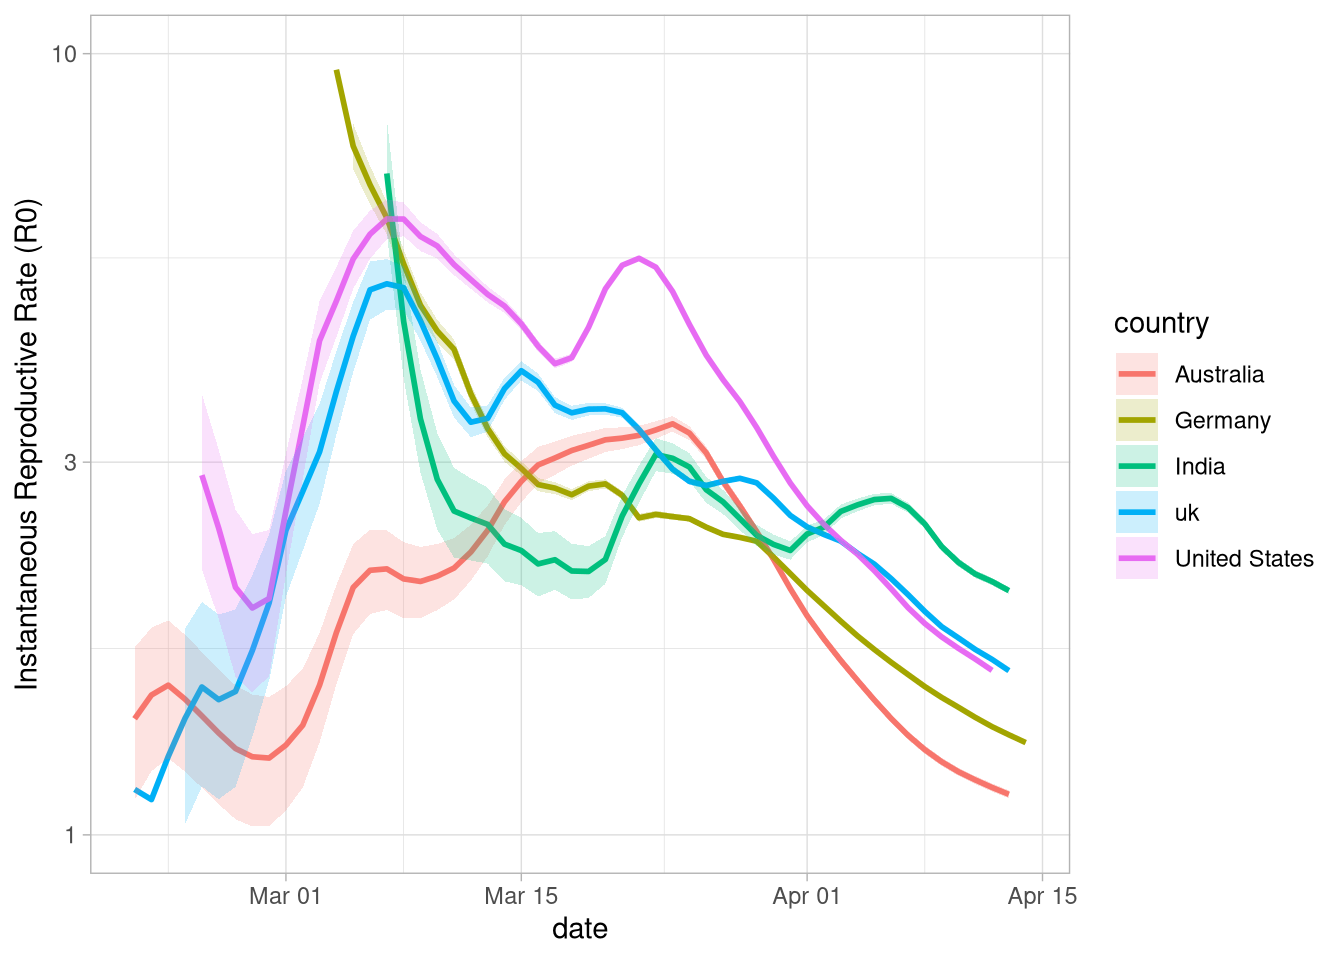 Instantaneous Reproductive Rate (R0)
10
3
1
Mar 01
Mar 15
Apr 01
Apr 15
date
country
Australia
Germany
India
uk
United States